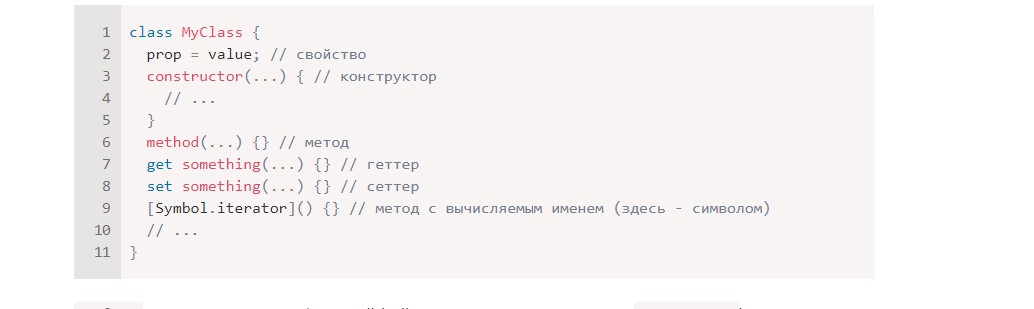 1 class MyClass {
2 prop = value; // свойство
3 constructor(...) { // конструктор
4 // ...
5 }
6 method(...) {} // метод
7 get something(...) {} // геттер
8 set something(...) {} // сеттер
9 [Symbol.iterator]() {} // метод с вычисляемым именем (здесь - символом)
10 // ...
11 }